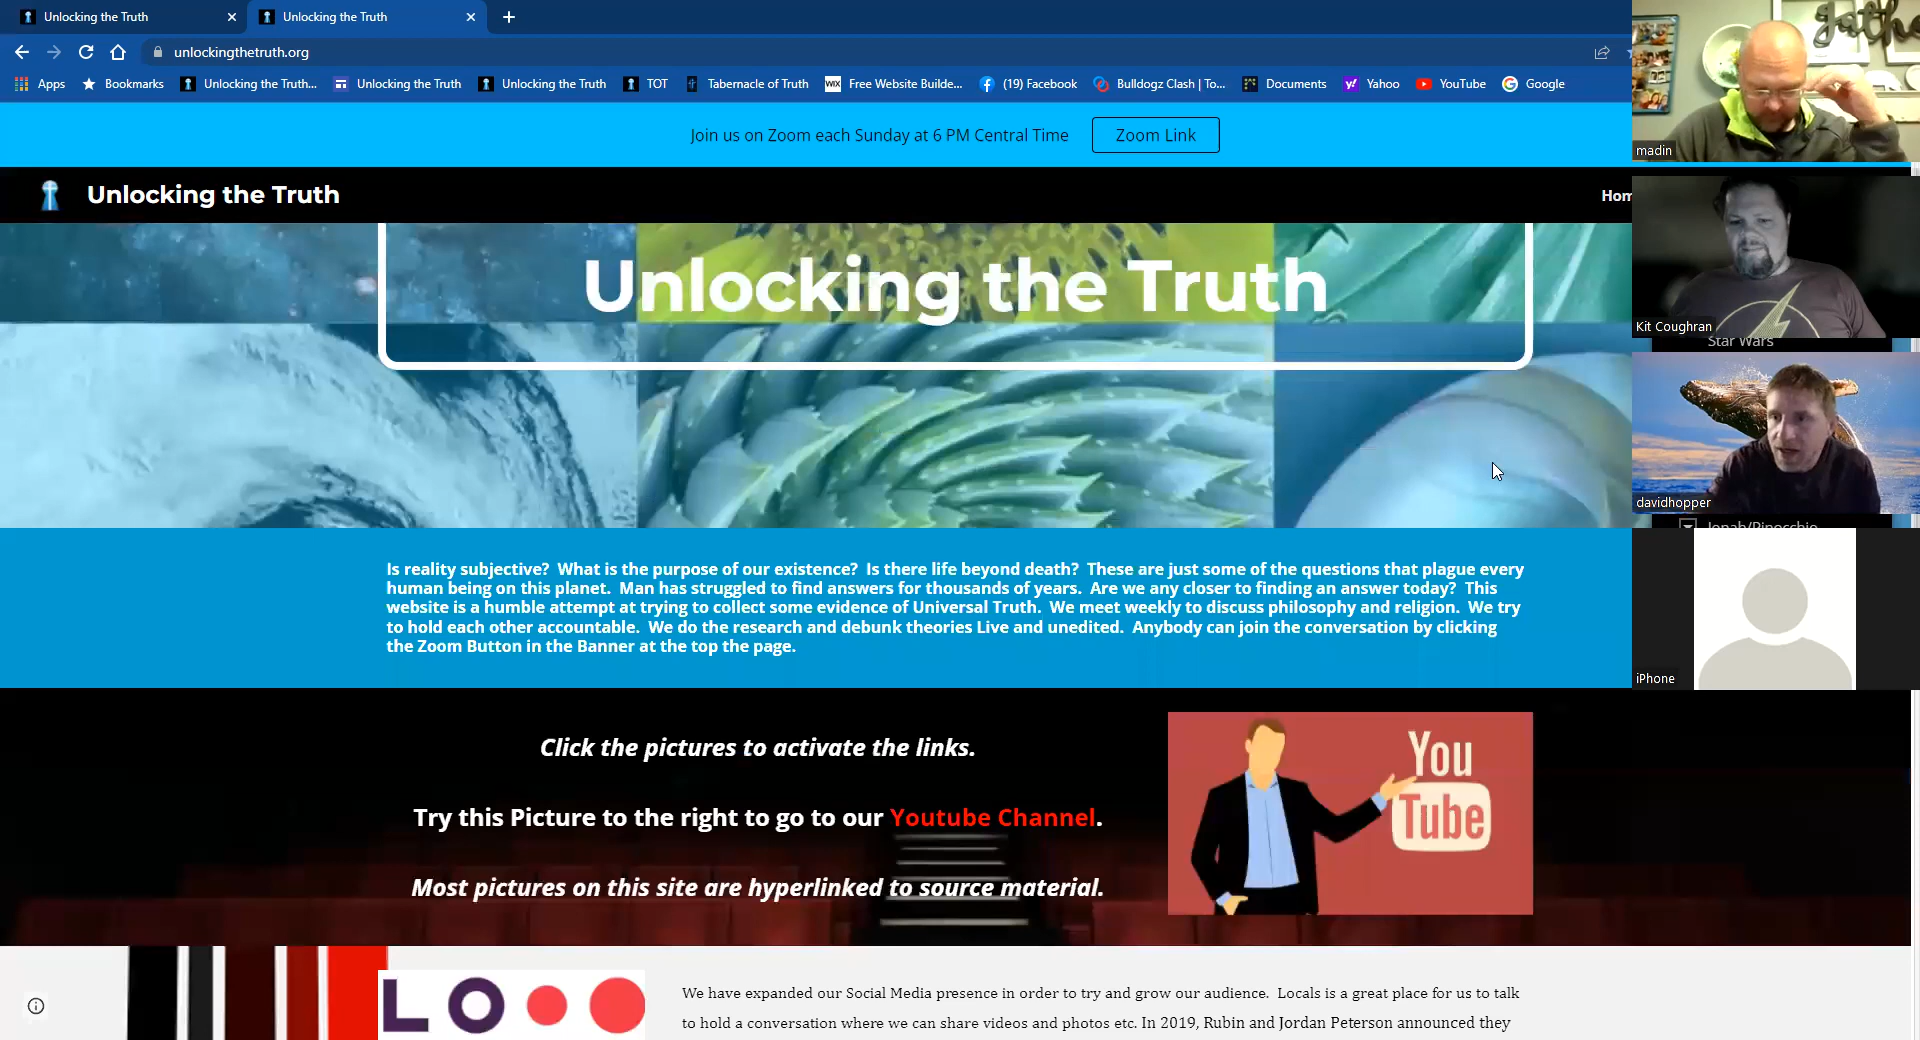 Unlocking the Truth
Unlocking the Truth
unlockingthetruth.org
Apps Bookmarks Unlocking the Truth... Unlocking the Truth Unlocking the Truth TOT Tabernacle of Truth WIX Free Website Builde... (19) Facebook Bulldogz Clash | To... Documents Yahoo YouTube Google
Join us on Zoom each Sunday at 6 PM Central Time Zoom Link
Unlocking the Truth
Unlocking the Truth
Is reality subjective? What is the purpose of our existence? Is there life beyond death? These are just some of the questions that plague every
human being on this planet. Man has struggled to find answers for thousands of years. Are we any closer to finding an answer today? This
website is a humble attempt at trying to collect some evidence of Universal Truth. We meet weekly to discuss philosophy and religion. We try
to hold each other accountable. We do the research and debunk theories Live and unedited. Anybody can join the conversation by clicking
the Zoom Button in the Banner at the top the page.
Click the pictures to activate the links.
Try this Picture to the right to go to our Youtube Channel.
Most pictures on this site are hyperlinked to source material.
You
Tube
LO
We have expanded our Social Media presence in order to try and grow our audience. Locals is a great place for us to talk
to hold a conversation where we can share videos and photos etc. In 2019, Rubin and Jordan Peterson announced they
madin
Kit Coughran
Star Wars
davidhopper
Jonah/Pinocchio
iPhone